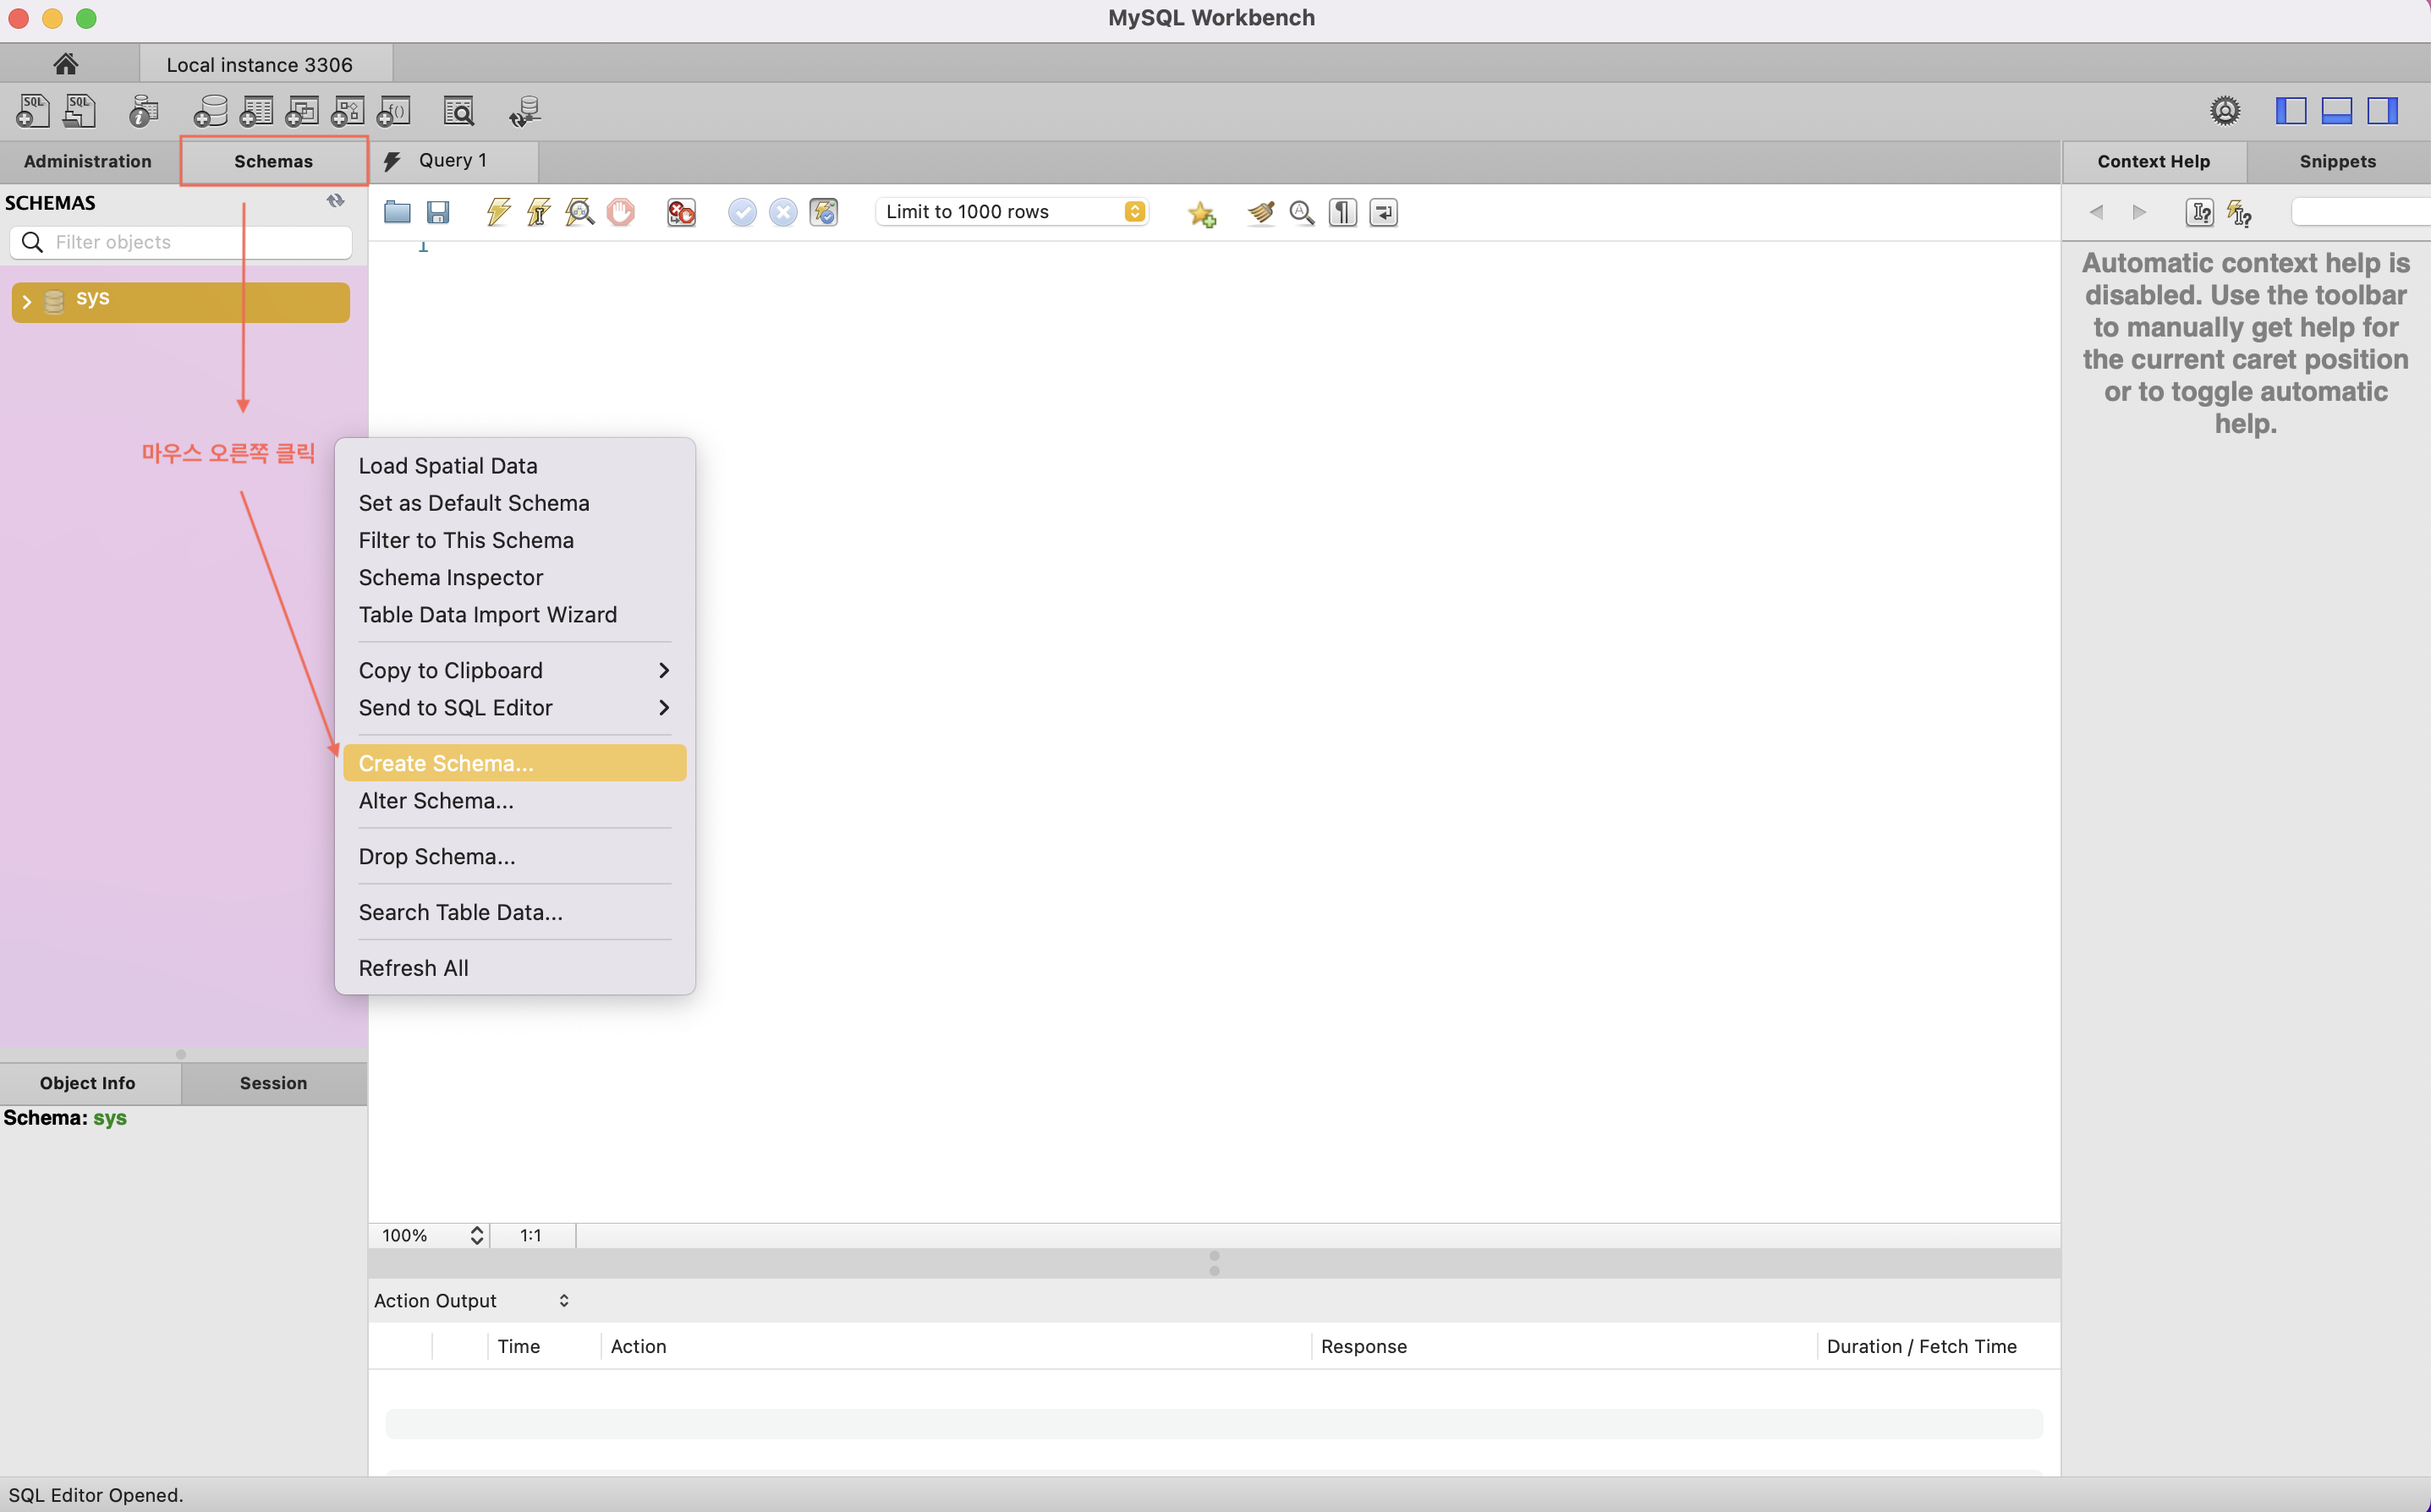 MySQL Workbench
Local instance 3306
SQL
SQL
Administration
Schemas
Query 1
Context Help
Snippets
SCHEMAS
Limit to 1000 rows
Filter objects
1
sys
Automatic context help is
disabled. Use the toolbar
to manually get help for
the current caret position
or to toggle automatic
help.
마우스 오른쪽 클릭
Load Spatial Data
Set as Default Schema
Filter to This Schema
Schema Inspector
Table Data Import Wizard
Copy to Clipboard
Send to SQL Editor
Create Schema...
Alter Schema...
Drop Schema...
Search Table Data...
Refresh All
Object Info
Session
Schema: sys
100%
1:1
Action Output
Time
Action
Response
Duration / Fetch Time
SQL Editor Opened.